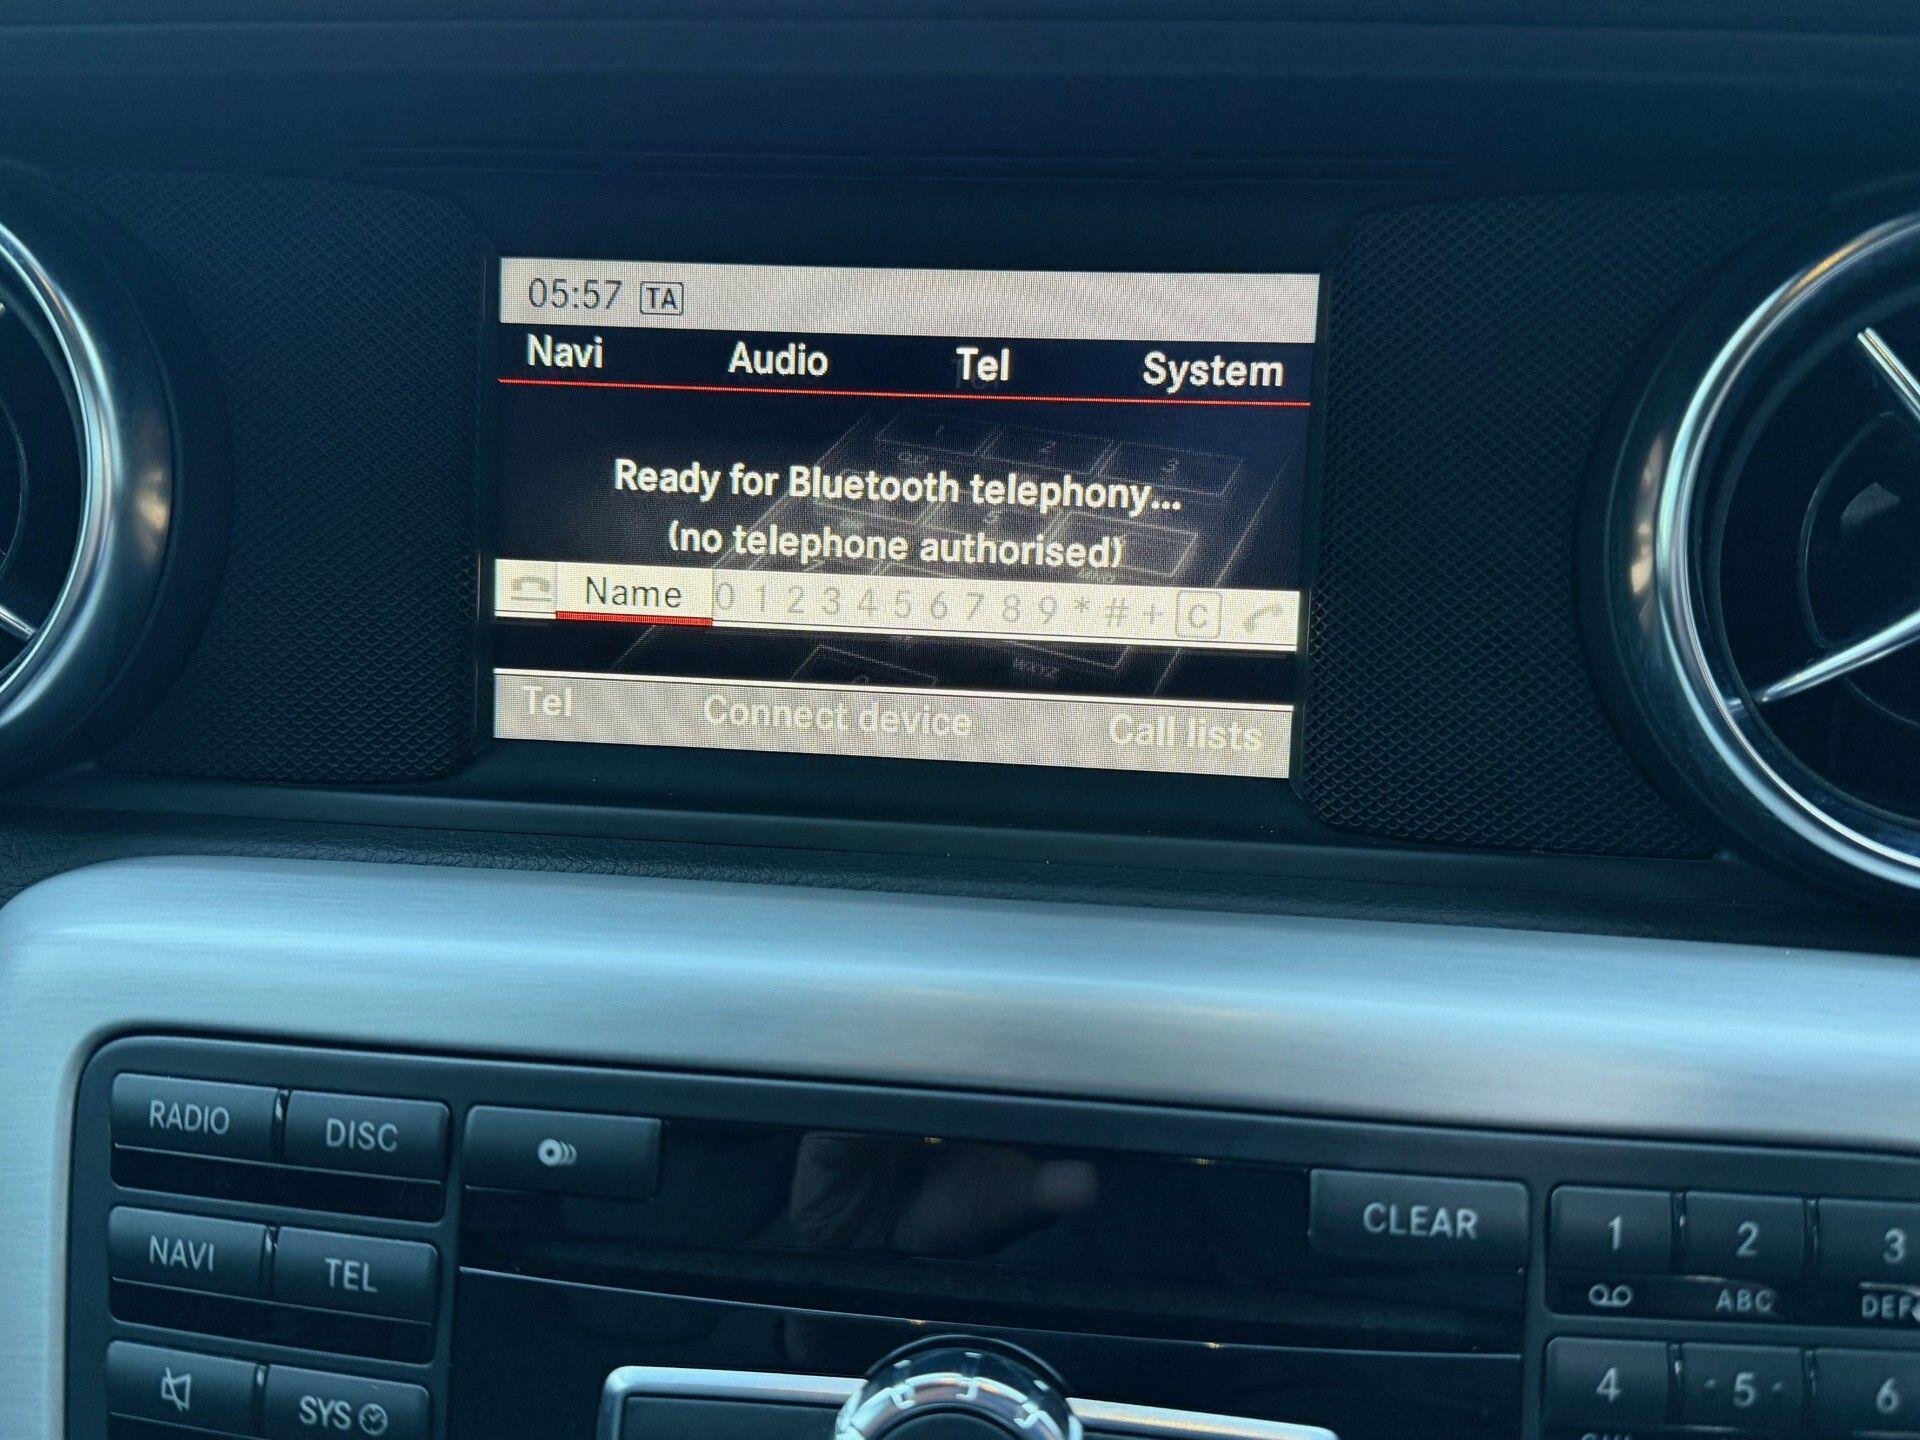 05:57 TA
Navi Audio Tel System
Ready for Bluetooth telephony...
(no telephone authorised)
Name 0 1 2 3 4 5 6 7 8 9 * # + C
Tel Connect device Call lists
RADIO DISC
CLEAR 1 2 3
ABC DEF
NAVI TEL
4 5 6
SYS